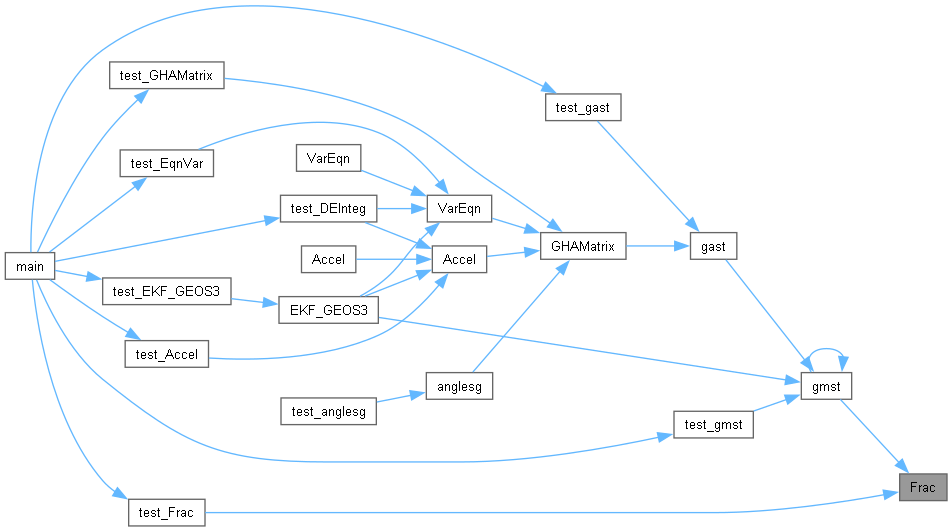 test_GHAMatrix
test_gast
test_EqnVar
VarEqn
test_DEInteg
VarEqn
main
Accel
Accel
GHAMatrix
gast
test_EKF_GEOS3
EKF_GEOS3
test_Accel
anglesg
gmst
test_anglesg
test_gmst
Frac
test_Frac